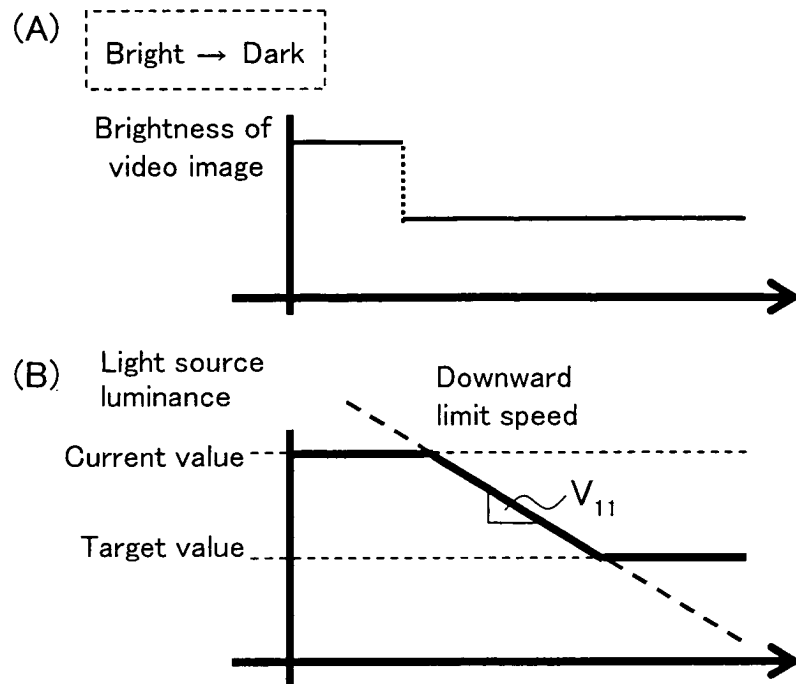 (A)
Bright → Dark
Brightness of
video image
(B)
Light source
luminance
Downward
limit speed
Current value
V₁₁
Target value